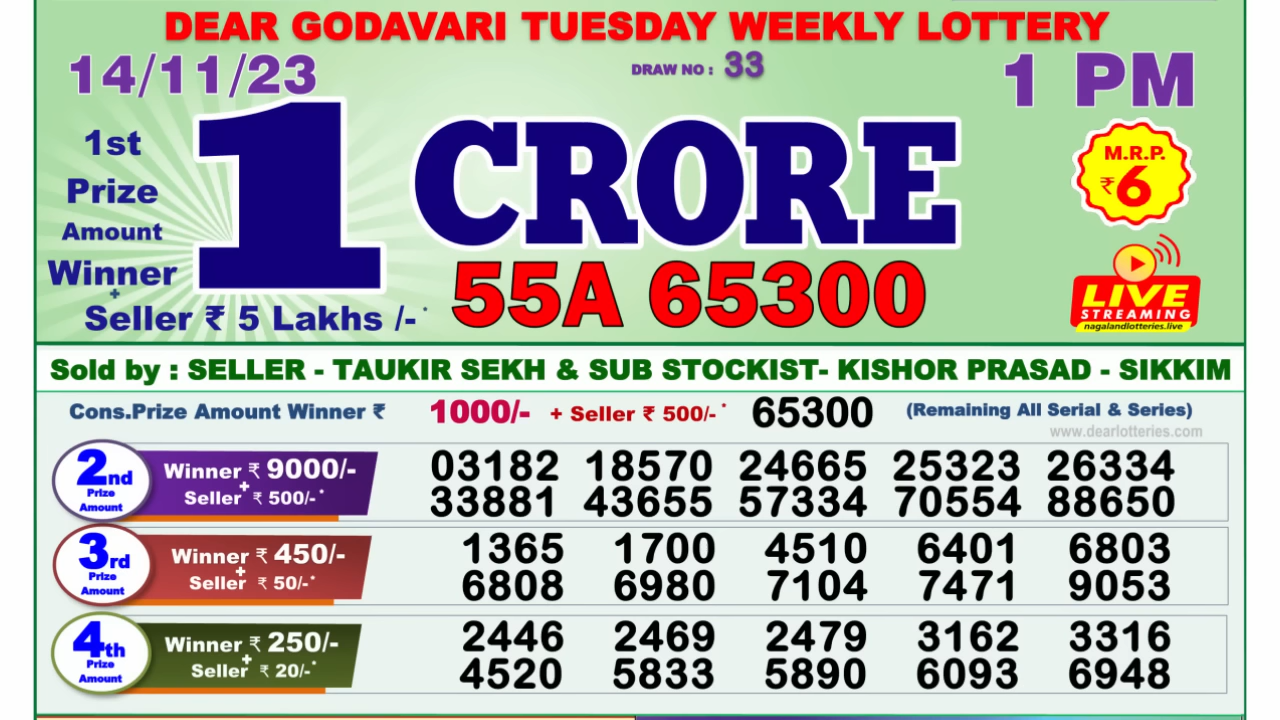 DEAR GODAVARI TUESDAY WEEKLY LOTTERY
14/11/23
DRAW NO : 33
1 PM
1st
Prize
Amount
Winner
+
Seller ₹ 5 Lakhs /-*
1 CRORE
55A 65300
M.R.P.
₹6
LIVE
STREAMING
nagalandlotteries.live
Sold by : SELLER - TAUKIR SEKH & SUB STOCKIST- KISHOR PRASAD - SIKKIM
Cons.Prize Amount Winner ₹ 1000/- + Seller ₹ 500/-* 65300 (Remaining All Serial & Series)
www.dearlotteries.com
2nd
Prize
Amount
Winner ₹ 9000/-
+
Seller ₹ 500/-*
03182 18570 24665 25323 26334
33881 43655 57334 70554 88650
3rd
Prize
Amount
Winner ₹ 450/-
+
Seller ₹ 50/-*
1365 1700 4510 6401 6803
6808 6980 7104 7471 9053
4th
Prize
Amount
Winner ₹ 250/-
+
Seller ₹ 20/-*
2446 2469 2479 3162 3316
4520 5833 5890 6093 6948